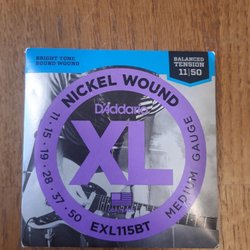 BRIGHT TONE
ROUND WOUND
BALANCED
TENSION
11|50
NICKEL WOUND
D'Addario
XL
11-15-19-28-37-50
MEDIUM GAUGE
EXL115BT